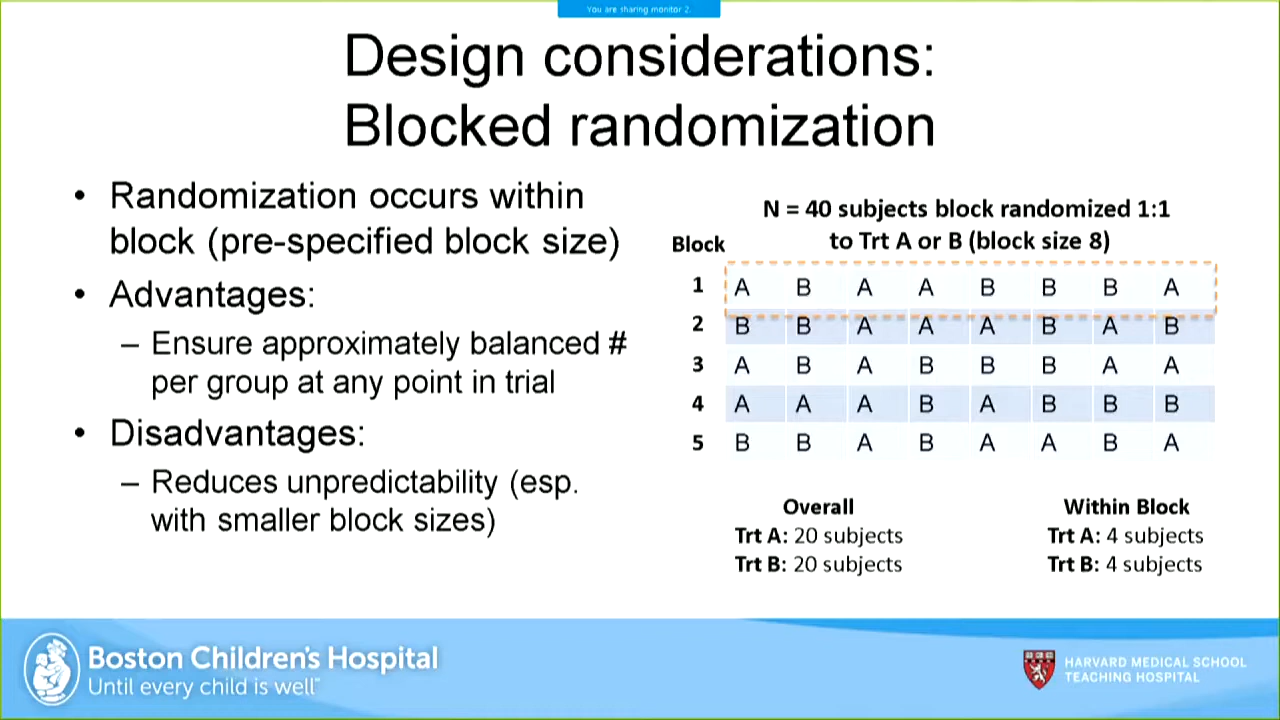 You are sharing monitor 2.
Design considerations:
Blocked randomization
• Randomization occurs within
block (pre-specified block size)
• Advantages:
– Ensure approximately balanced #
per group at any point in trial
• Disadvantages:
– Reduces unpredictability (esp.
with smaller block sizes)
N = 40 subjects block randomized 1:1
to Trt A or B (block size 8)
Block
1 A B A A B B B A
2 B B A A A B A B
3 A B A B B B A A
4 A A A B A B B B
5 B B A B A A B A
Overall
Trt A: 20 subjects
Trt B: 20 subjects
Within Block
Trt A: 4 subjects
Trt B: 4 subjects
Boston Children's Hospital
Until every child is well™
HARVARD MEDICAL SCHOOL
TEACHING HOSPITAL